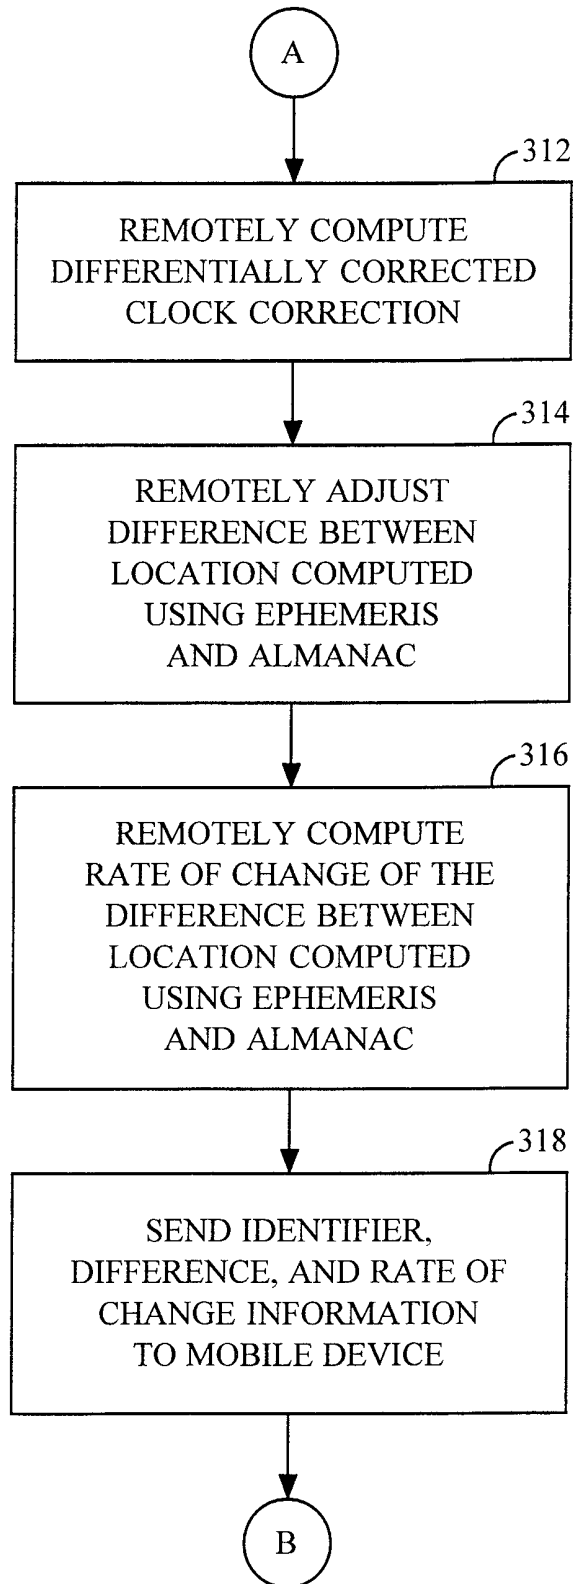 A
312
REMOTELY COMPUTE
DIFFERENTIALLY CORRECTED
CLOCK CORRECTION
314
REMOTELY ADJUST
DIFFERENCE BETWEEN
LOCATION COMPUTED
USING EPHEMERIS
AND ALMANAC
316
REMOTELY COMPUTE
RATE OF CHANGE OF THE
DIFFERENCE BETWEEN
LOCATION COMPUTED
USING EPHEMERIS
AND ALMANAC
318
SEND IDENTIFIER,
DIFFERENCE, AND RATE OF
CHANGE INFORMATION
TO MOBILE DEVICE
B